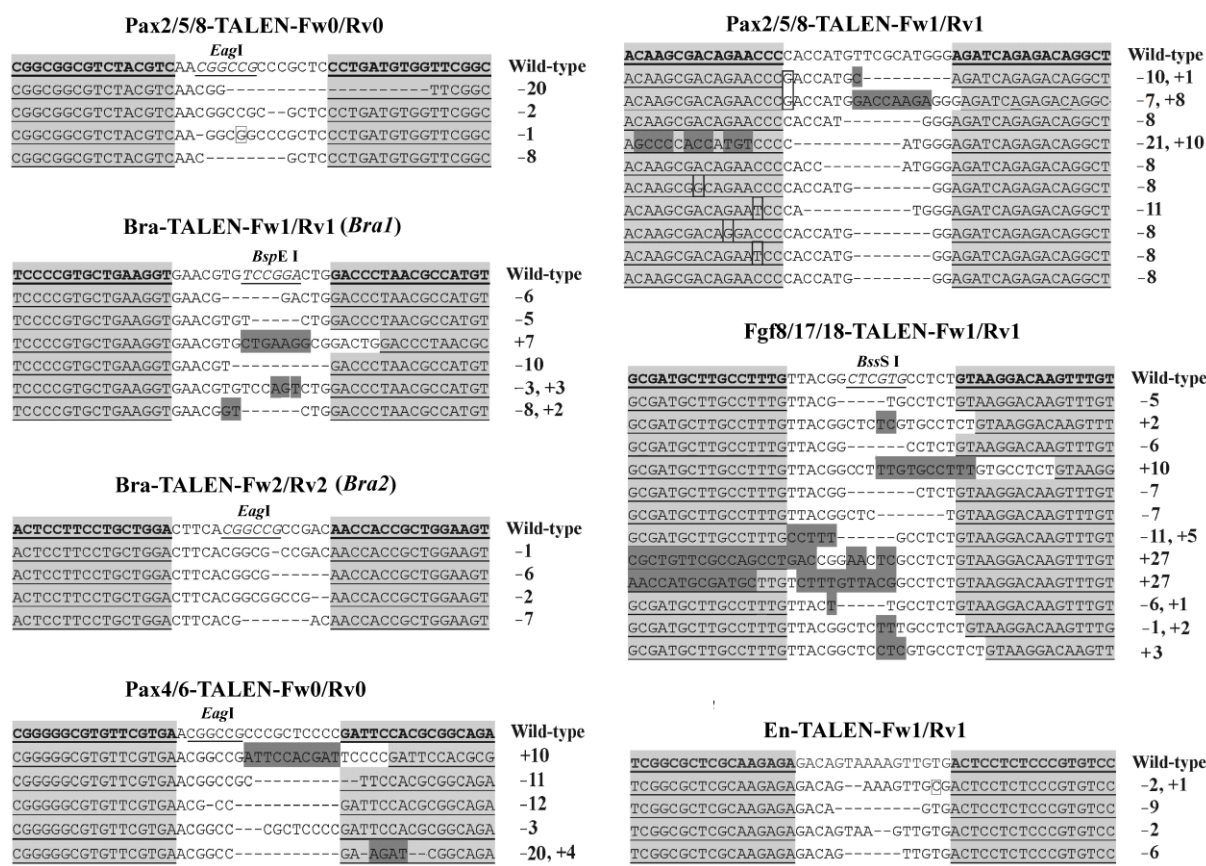 Pax2/5/8-TALEN-Fw0/Rv0
EagI
CGGCGGCGTCTACGTCAACGGCCGCCCGCTCCCTGATGTGGTTCGGC Wild-type
CGGCGGCGTCTACGTCAACGG--------------------TTCGGC -20
CGGCGGCGTCTACGTCAACGGCCGC--GCTCCCTGATGTGGTTCGGC -2
CGGCGGCGTCTACGTCAA-GGCGGCCCGCTCCCTGATGTGGTTCGGC -1
CGGCGGCGTCTACGTCAAC--------GCTCCCTGATGTGGTTCGGC -8
Bra-TALEN-Fw1/Rv1 (Bra1)
BspE I
TCCCCGTGCTGAAGGTGAACGTGTCCGGACTGGACCCTAACGCCATGT Wild-type
TCCCCGTGCTGAAGGTGAACG------GACTGGACCCTAACGCCATGT -6
TCCCCGTGCTGAAGGTGAACGTGT-----CTGGACCCTAACGCCATGT -5
TCCCCGTGCTGAAGGTGAACGTGCTGAAGGCGGACTGGACCCTAACGC +7
TCCCCGTGCTGAAGGTGAACGT----------GACCCTAACGCCATGT -10
TCCCCGTGCTGAAGGTGAACGTGTCCAGTCTGGACCCTAACGCCATGT -3, +3
TCCCCGTGCTGAAGGTGAACGGT------CTGGACCCTAACGCCATGT -8, +2
Bra-TALEN-Fw2/Rv2 (Bra2)
EagI
ACTCCTTCCTGCTGGACTTCACGGCCGCCGACAACCACCGCTGGAAGT Wild-type
ACTCCTTCCTGCTGGACTTCACGGCG-CCGACAACCACCGCTGGAAGT -1
ACTCCTTCCTGCTGGACTTCACGGCG------AACCACCGCTGGAAGT -6
ACTCCTTCCTGCTGGACTTCACGGCGGCCG--AACCACCGCTGGAAGT -2
ACTCCTTCCTGCTGGACTTCACG-------ACAACCACCGCTGGAAGT -7
Pax4/6-TALEN-Fw0/Rv0
EagI
CGGGGGCGTGTTCGTGAACGGCCGCCCGCTCCCCGATTCCACGCGGCAGA Wild-type
CGGGGGCGTGTTCGTGAACGGCCGATTCCACGATTCCCCGATTCCACGCG +10
CGGGGGCGTGTTCGTGAACGGCCGC-----------TTCCACGCGGCAGA -11
CGGGGGCGTGTTCGTGAACG-CC-----------GATTCCACGCGGCAGA -12
CGGGGGCGTGTTCGTGAACGGCC---CGCTCCCCGATTCCACGCGGCAGA -3
CGGGGGCGTGTTCGTGAACGGCC-----------GA-AGAT--CGGCAGA -20, +4
Pax2/5/8-TALEN-Fw1/Rv1
ACAAGCGACAGAACCCCACCATGTTCGCATGGGAGATCAGAGACAGGCT Wild-type
ACAAGCGACAGAACCCGACCATGC---------AGATCAGAGACAGGCT -10, +1
ACAAGCGACAGAACCCGACCATGGACCAAGAGGGAGATCAGAGACAGGC -7, +8
ACAAGCGACAGAACCCCACCAT--------GGGAGATCAGAGACAGGCT -8
AGCCCCACCATGTCCCC-----------ATGGGAGATCAGAGACAGGCT -21, +10
ACAAGCGACAGAACCCCACC--------ATGGGAGATCAGAGACAGGCT -8
ACAAGCGGCAGAACCCCACCATG--------GGAGATCAGAGACAGGCT -8
ACAAGCGACAGAATCCCA-----------TGGGAGATCAGAGACAGGCT -11
ACAAGCGACAGGACCCCACCATG--------GGAGATCAGAGACAGGCT -8
ACAAGCGACAGAATCCCACCATG--------GGAGATCAGAGACAGGCT -8
ACAAGCGACAGAACCCCACCATG--------GGAGATCAGAGACAGGCT -8
Fgf8/17/18-TALEN-Fw1/Rv1
BssS I
GCGATGCTTGCCTTTGTTACGGCTCGTGCCTCTGTAAGGACAAGTTTGT Wild-type
GCGATGCTTGCCTTTGTTACG-----TGCCTCTGTAAGGACAAGTTTGT -5
GCGATGCTTGCCTTTGTTACGGCTCTCGTGCCTCTGTAAGGACAAGTTT +2
GCGATGCTTGCCTTTGTTACGG------CCTCTGTAAGGACAAGTTTGT -6
GCGATGCTTGCCTTTGTTACGGCCTTTGTGCCTTTGTGCCTCTGTAAGG +10
GCGATGCTTGCCTTTGTTACGG-------CTCTGTAAGGACAAGTTTGT -7
GCGATGCTTGCCTTTGTTACGGCTC-------TGTAAGGACAAGTTTGT -7
GCGATGCTTGCCTTTGCCTTT------GCCTCTGTAAGGACAAGTTTGT -11, +5
CGCTGTTCGCCAGCCTGACCGGAACTCGCCTCTGTAAGGACAAGTTTGT +27
AACCATGCGATGCTTGTCTTTGTTACGGCCTCTGTAAGGACAAGTTTGT +27
GCGATGCTTGCCTTTGTTACT-----TGCCTCTGTAAGGACAAGTTTGT -6, +1
GCGATGCTTGCCTTTGTTACGGCTCTTTGCCTCTGTAAGGACAAGTTTG -1, +2
GCGATGCTTGCCTTTGTTACGGCTCCTCGTGCCTCTGTAAGGACAAGTT +3
En-TALEN-Fw1/Rv1
TCGGCGCTCGCAAGAGAGACAGTAAAAGTTGTGACTCCTCTCCCGTGTCC Wild-type
TCGGCGCTCGCAAGAGAGACAG--AAAGTTGCGACTCCTCTCCCGTGTCC -2, +1
TCGGCGCTCGCAAGAGAGACA---------GTGACTCCTCTCCCGTGTCC -9
TCGGCGCTCGCAAGAGAGACAGTAA--GTTGTGACTCCTCTCCCGTGTCC -2
TCGGCGCTCGCAAGAGAGACAG------TTGTGACTCCTCTCCCGTGTCC -6